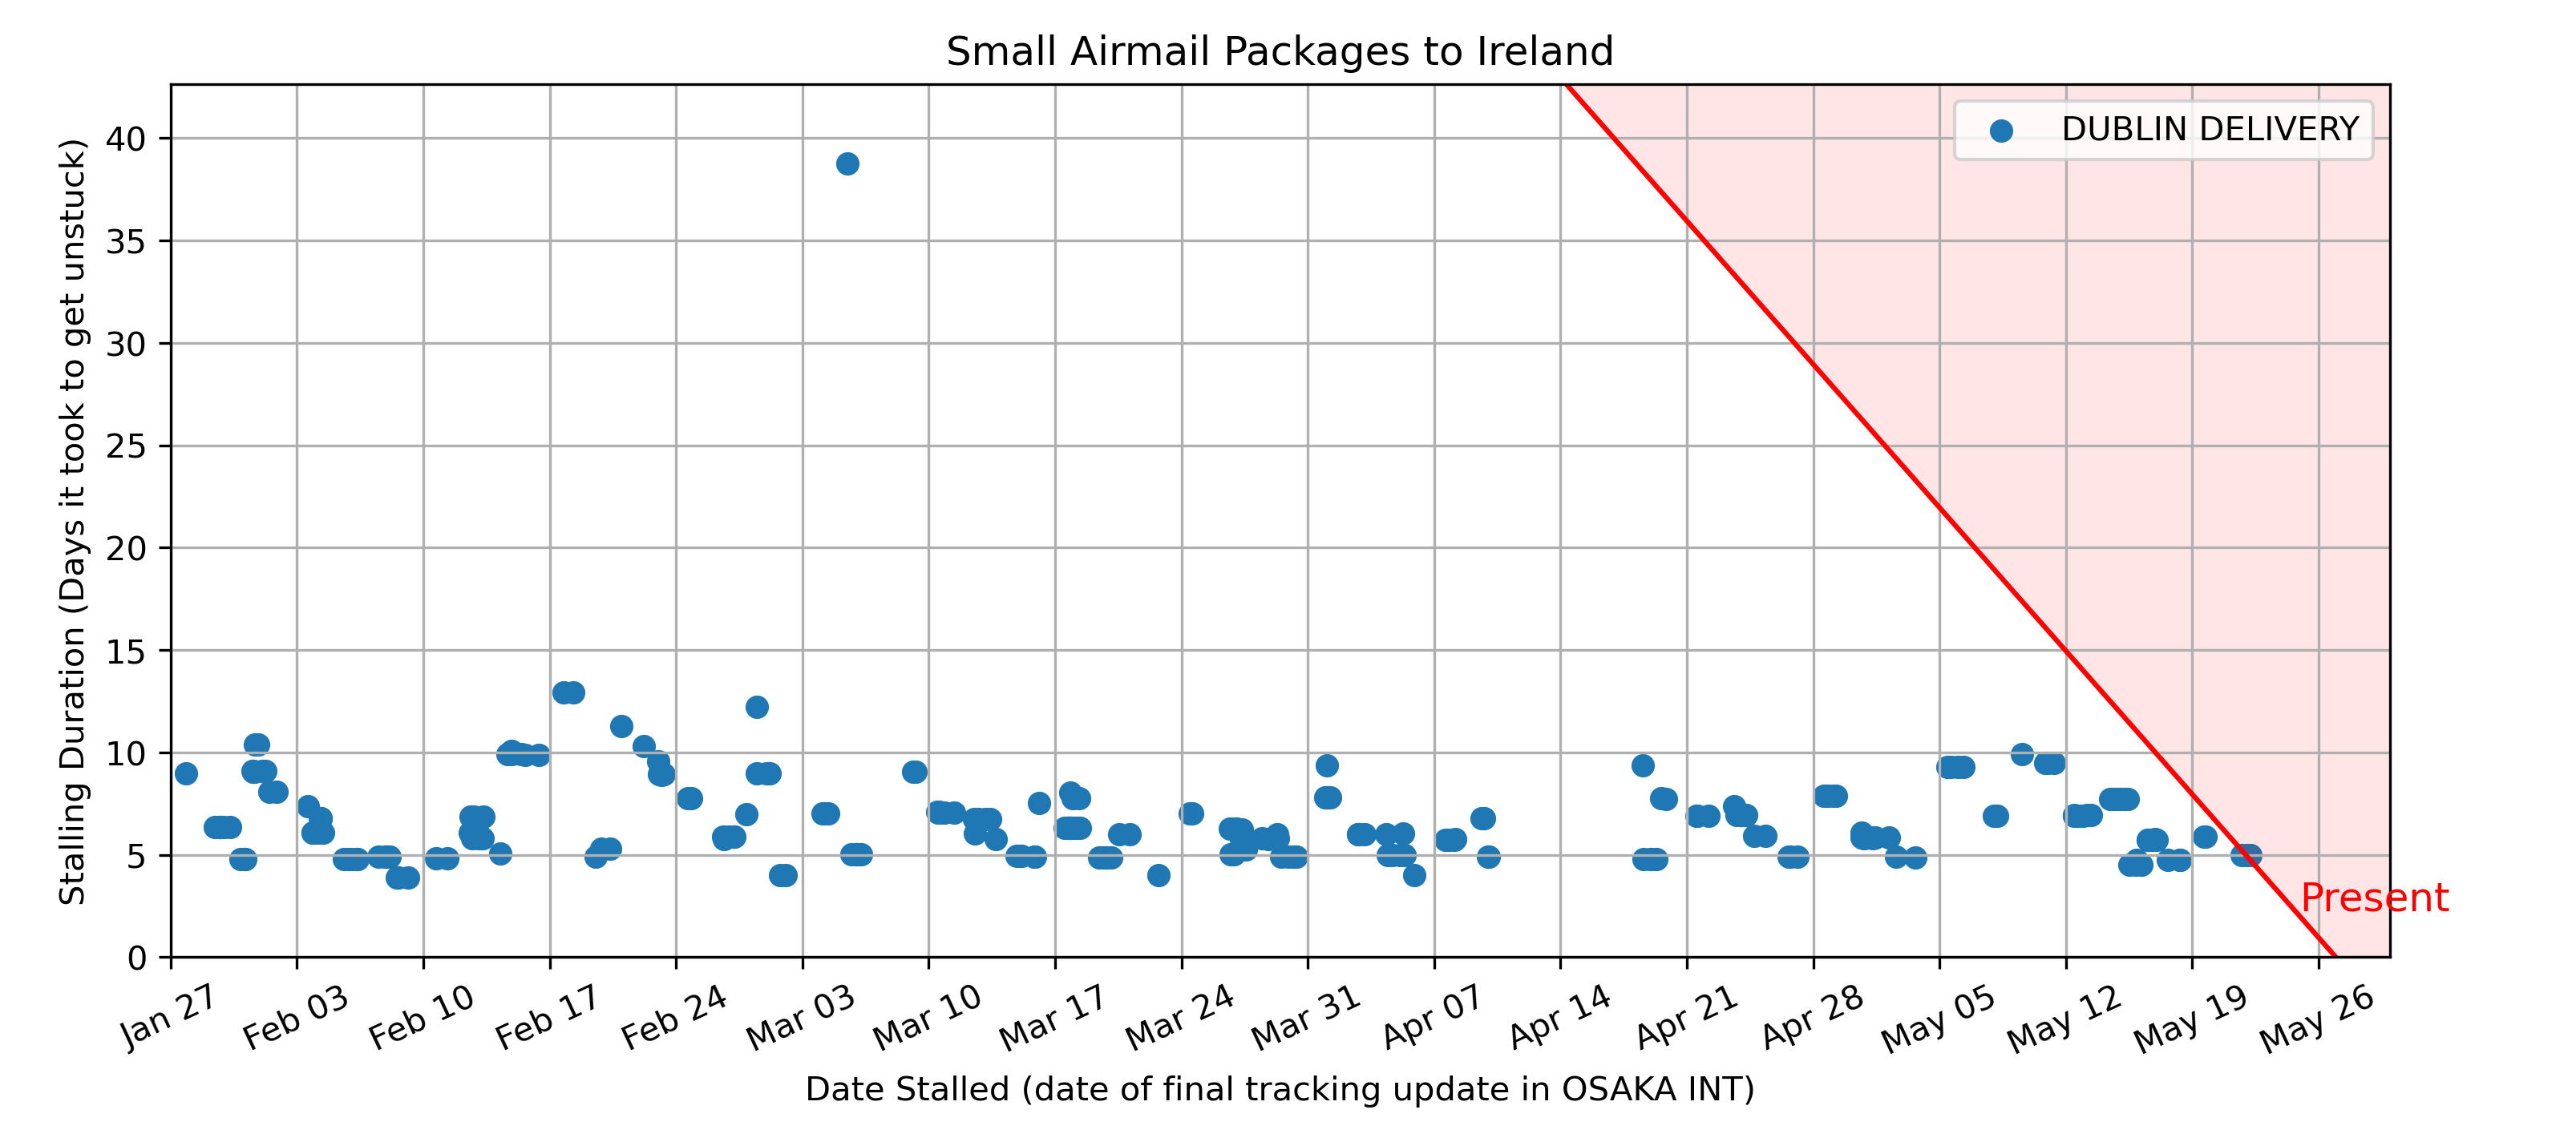 Small Airmail Packages to Ireland
DUBLIN DELIVERY
Stalling Duration (Days it took to get unstuck)
40
35
30
25
20
15
10
5
0
Present
Jan 27
Feb 03
Feb 10
Feb 17
Feb 24
Mar 03
Mar 10
Mar 17
Mar 24
Mar 31
Apr 07
Apr 14
Apr 21
Apr 28
May 05
May 12
May 19
May 26
Date Stalled (date of final tracking update in OSAKA INT)